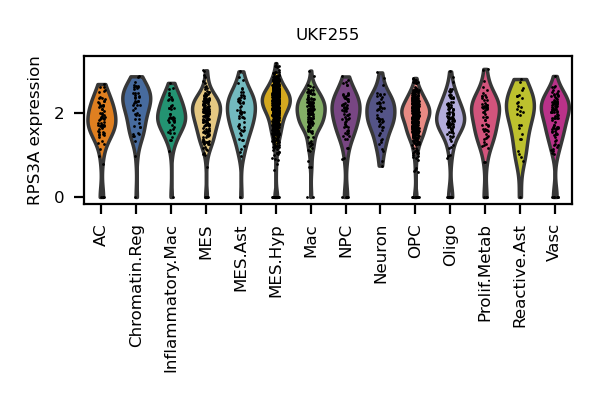 UKF255
RPS3A expression
2
0
AC
Chromatin.Reg
Inflammatory.Mac
MES
MES.Ast
MES.Hyp
Mac
NPC
Neuron
OPC
Oligo
Prolif.Metab
Reactive.Ast
Vasc